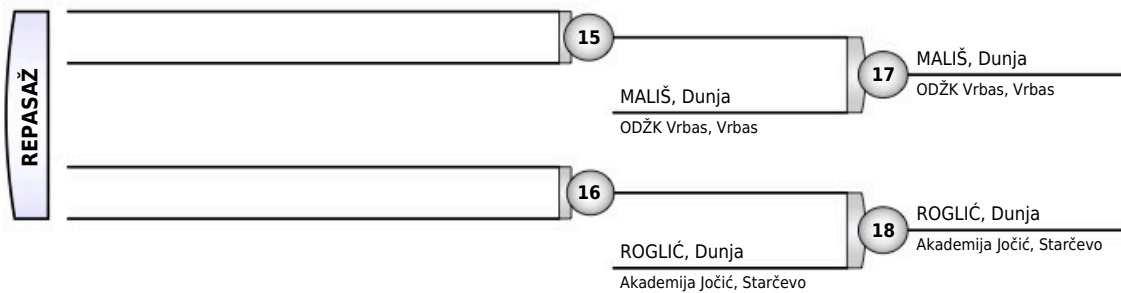 REPASAŽ
15
MALIŠ, Dunja
ODŽK Vrbas, Vrbas
17
MALIŠ, Dunja
ODŽK Vrbas, Vrbas
16
ROGLIĆ, Dunja
Akademija Jočić, Starčevo
18
ROGLIĆ, Dunja
Akademija Jočić, Starčevo